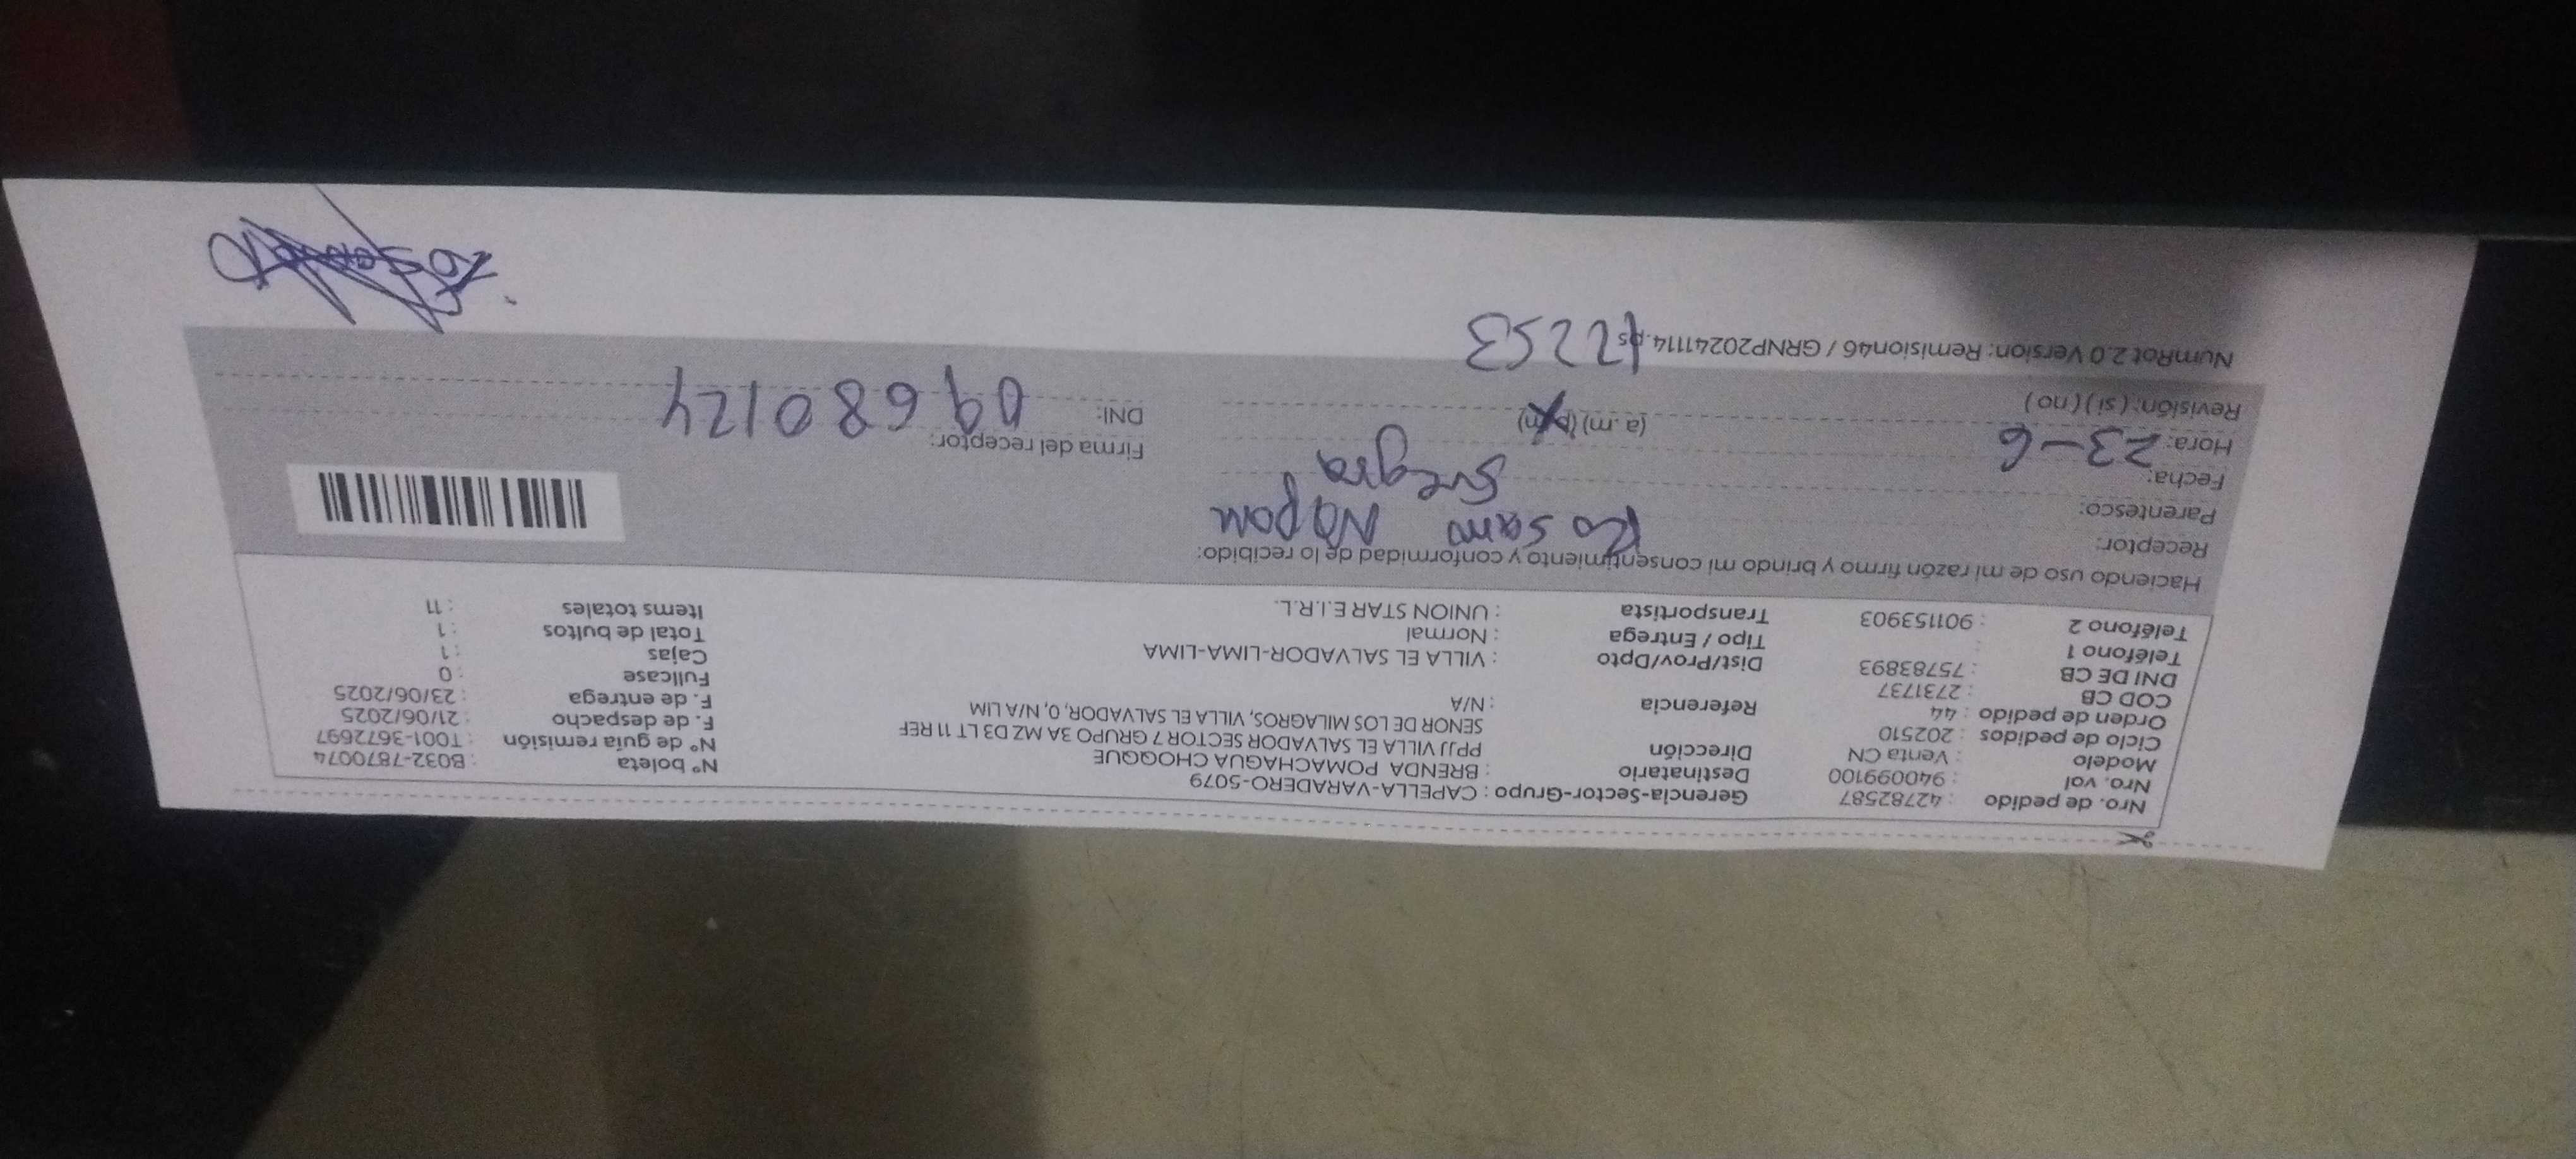 Nro. de pedido : 42782587 Gerencia-Sector-Grupo : CAPELLA-VARADERO-5079
Nro. val : 940099100 Destinatario : BRENDA POMACHAGUA CHOQQUE Nº boleta : B032-7870074
Modelo : Venta CN Dirección PPJJ VILLA EL SALVADOR SECTOR 7 GRUPO 3A MZ D3 LT 11 REF Nº de guía remisión : T001-3672697
Ciclo de pedidos : 202510 SENOR DE LOS MILAGROS, VILLA EL SALVADOR, 0, N/A LIM F. de despacho : 21/06/2025
Orden de pedido : 44 Referencia : N/A F. de entrega : 23/06/2025
COD CB : 2731737 Fullcase : 0
DNI DE CB : 75783893 Dist/Prov/Dpto : VILLA EL SALVADOR-LIMA-LIMA Cajas : 1
Teléfono 1 : Tipo / Entrega : Normal Total de bultos : 1
Teléfono 2 : 901153903 Transportista : UNION STAR E.I.R.L. Items totales : 11
Haciendo uso de mi razón firmo y brindo mi consentimiento y conformidad de lo recibido:
Receptor:
Parentesco: Suegra
Fecha: 23-6
Hora: (a.m) (p.m) Firma del receptor:
Revisión: (si) (no) DNI: 09680124
NumRot 2.0 Version: Remision46 / GRNP20241114.ps 12253